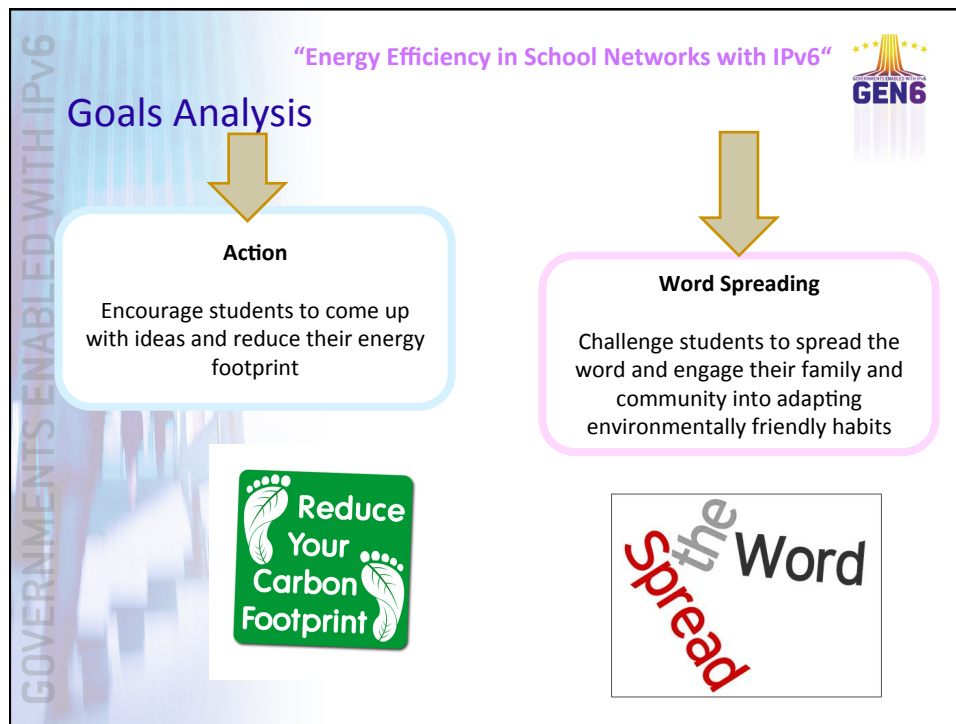 “Energy Efficiency in School Networks with IPv6“
GOVERNMENTS ENABLED WITH IPv6
GEN6
Goals Analysis
GOVERNMENTS ENABLED WITH IPv6
Action
Encourage students to come up
with ideas and reduce their energy
footprint
Word Spreading
Challenge students to spread the
word and engage their family and
community into adapting
environmentally friendly habits
Reduce
Your
Carbon
Footprint
Spread
the
Word